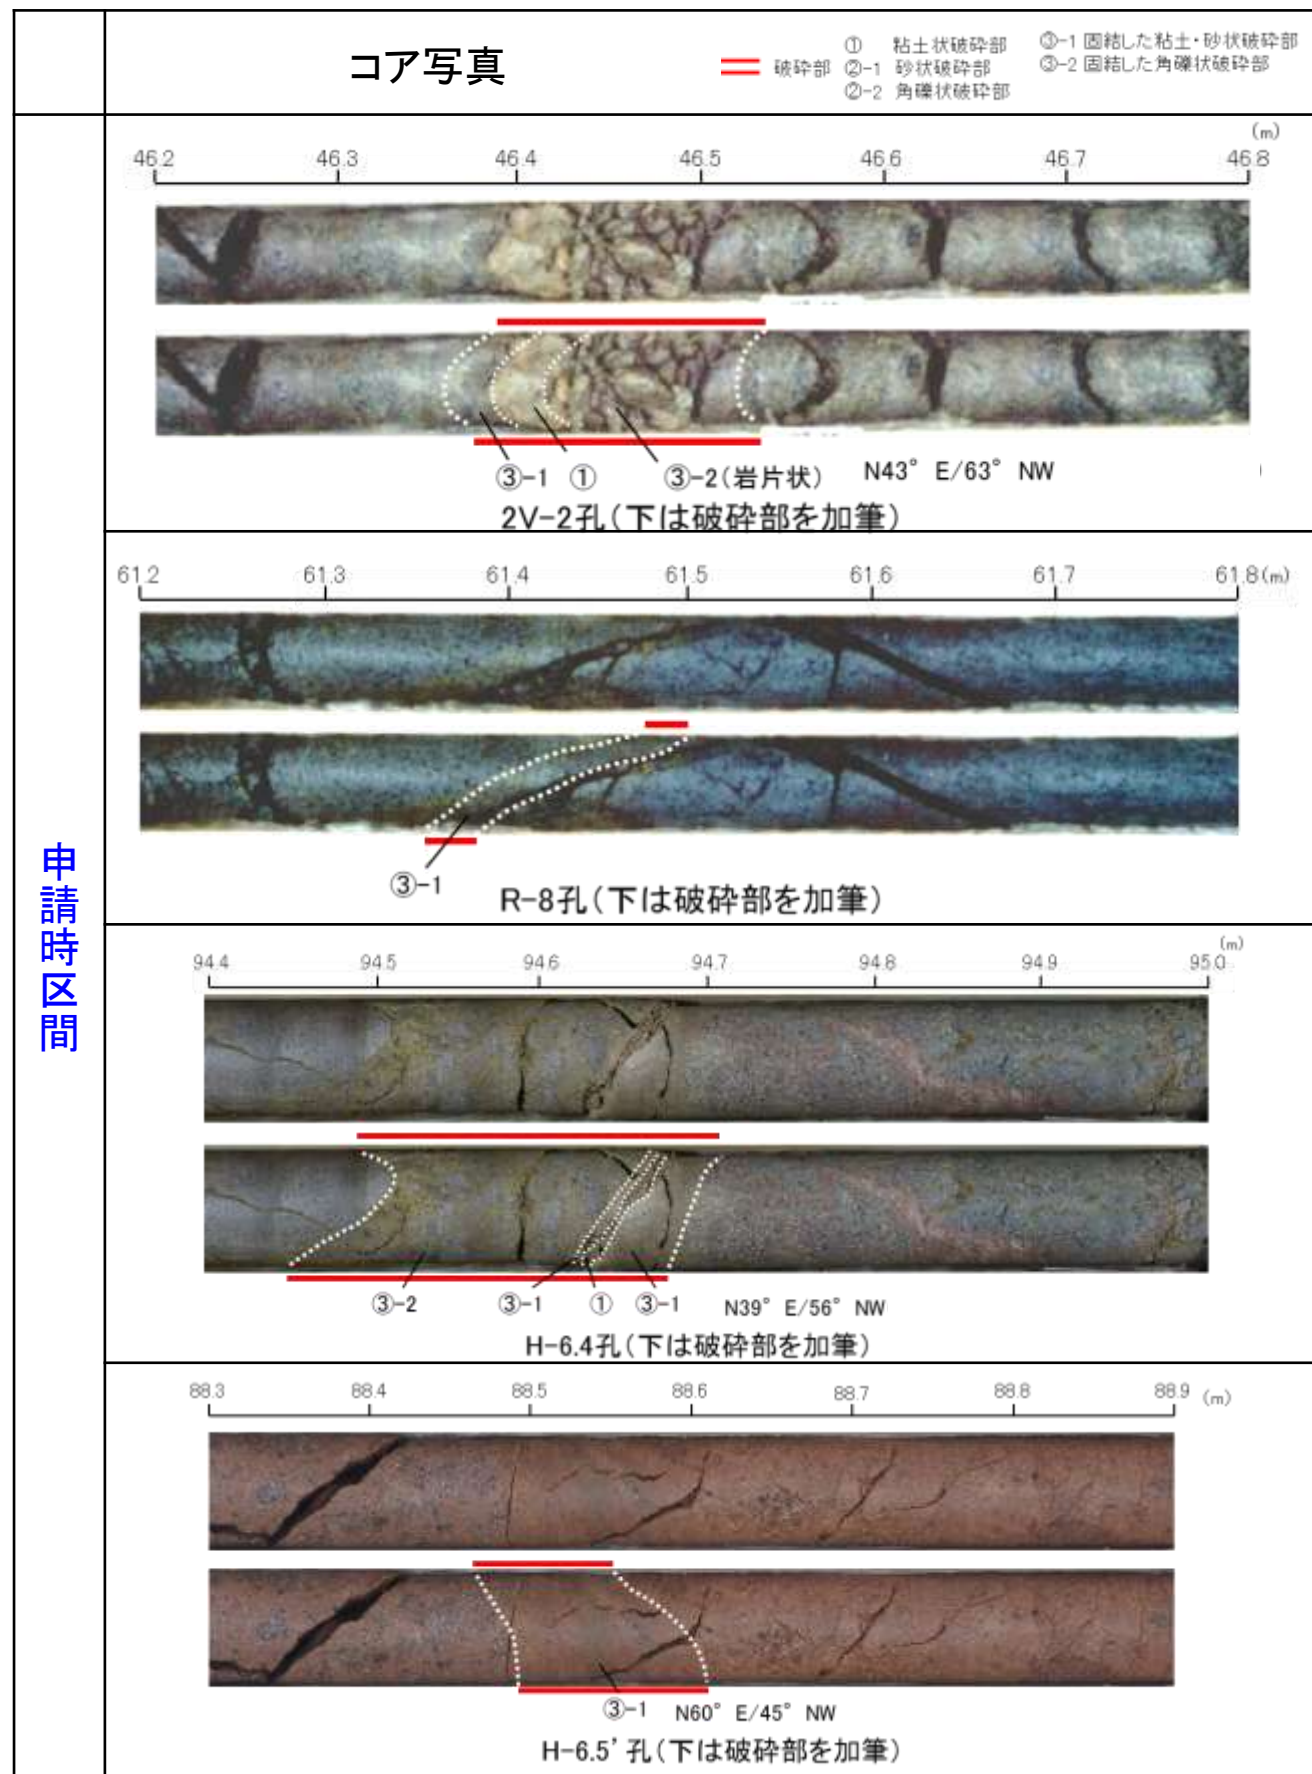 コア写真
破砕部
① 粘土状破砕部
②-1 砂状破砕部
②-2 角礫状破砕部
③-1 固結した粘土・砂状破砕部
③-2 固結した角礫状破砕部
申請時区間
(m)
46.2 46.3 46.4 46.5 46.6 46.7 46.8
③-1 ① ③-2(岩片状) N43° E/63° NW
2V-2孔(下は破砕部を加筆)
61.2 61.3 61.4 61.5 61.6 61.7 61.8(m)
③-1
R-8孔(下は破砕部を加筆)
(m)
94.4 94.5 94.6 94.7 94.8 94.9 95.0
③-2 ③-1 ① ③-1 N39° E/56° NW
H-6.4孔(下は破砕部を加筆)
88.3 88.4 88.5 88.6 88.7 88.8 88.9 (m)
③-1 N60° E/45° NW
H-6.5’孔(下は破砕部を加筆)